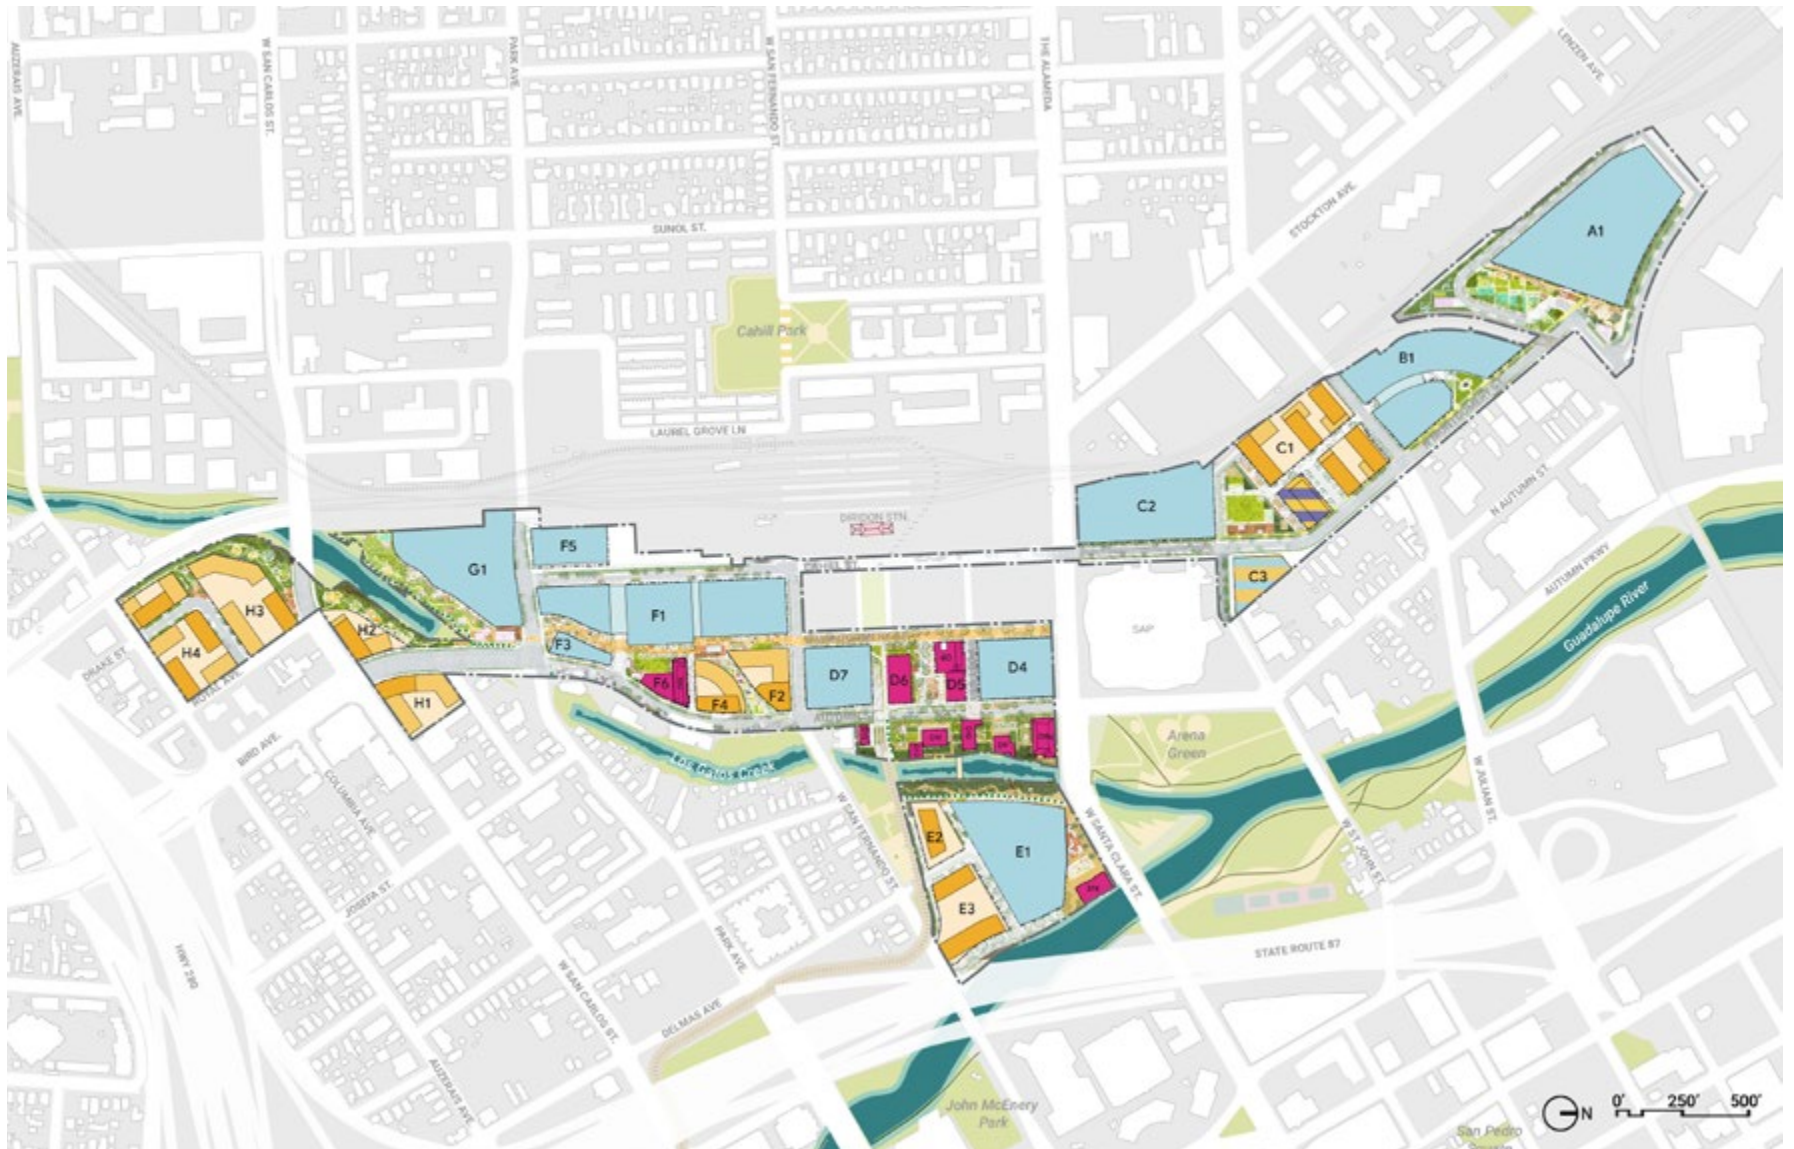 AUZERAIS AVE.
W SAN CARLOS ST.
PARK AVE.
W SAN FERNANDO ST.
THE ALAMEDA
LENZEN AVE.
STOCKTON AVE.
SUNOL ST.
A1
Cahill Park
B1
LAUREL GROVE LN
C1
C2
N AUTUMN ST
DIRIDON STN.
F5
G1
CAHILL ST.
C3
AUTUMN PKWY
Guadalupe River
H3
F1
H2
SAP
F3
H4
DRAKE ST.
ROYAL AVE
D7
D6
D5
D4
F6
F4
F2
H1
BIRD AVE.
Arena
Green
Los Gatos Creek
W JULIAN ST.
COLUMBIA AVE.
W SAN FERNANDO ST.
W SANTA CLARA ST.
W ST JOHN ST.
E2
E1
E3
JOSEFA ST.
HWY 280
PARK AVE.
STATE ROUTE 87
W SAN CARLOS ST.
DELMAS AVE
AUZERAIS AVE.
John McEnery
Park
N
0' 250' 500'
San Pedro